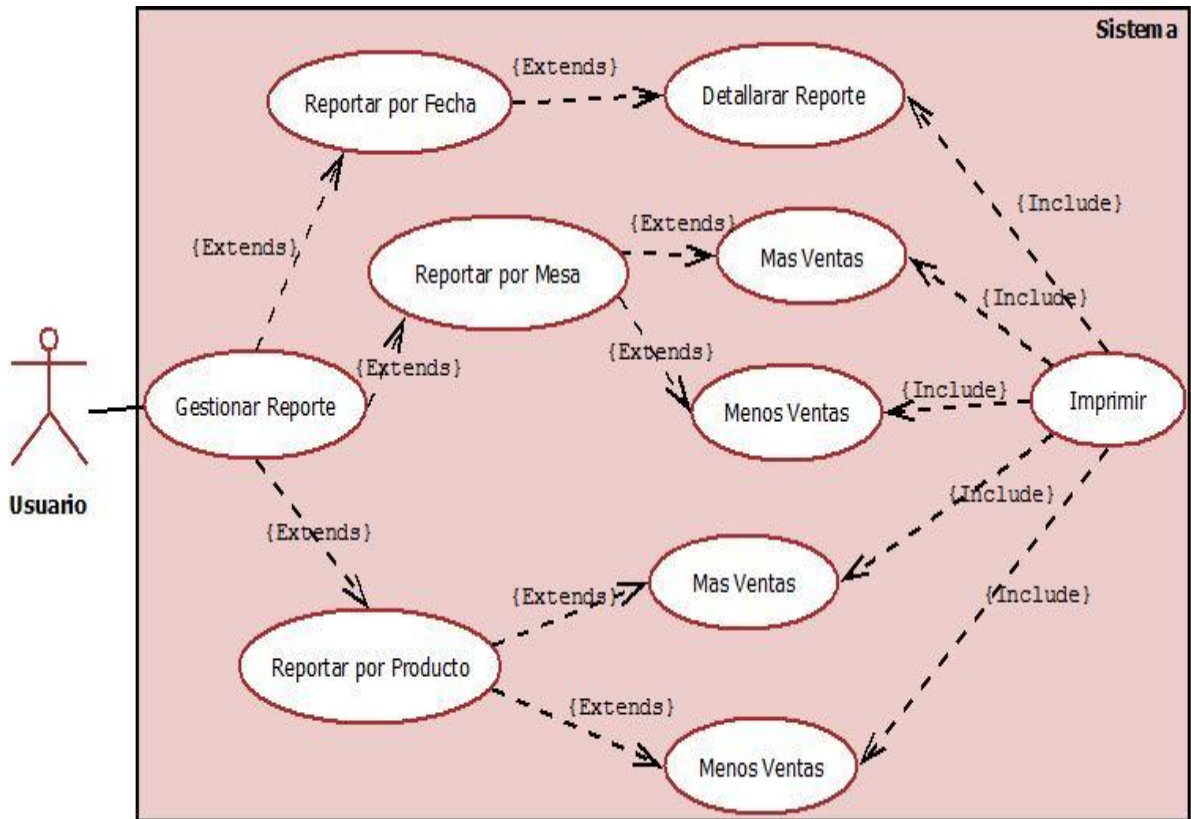 Sistema
{Extends}
Reportar por Fecha
Detallarar Reporte
{Include}
{Extends}
{Extends}
Mas Ventas
Reportar por Mesa
{Include}
{Extends}
{Extends}
{Include}
Gestionar Reporte
Menos Ventas
Imprimir
Usuario
{Include}
{Extends}
Mas Ventas
{Extends}
{Include}
Reportar por Producto
{Extends}
Menos Ventas